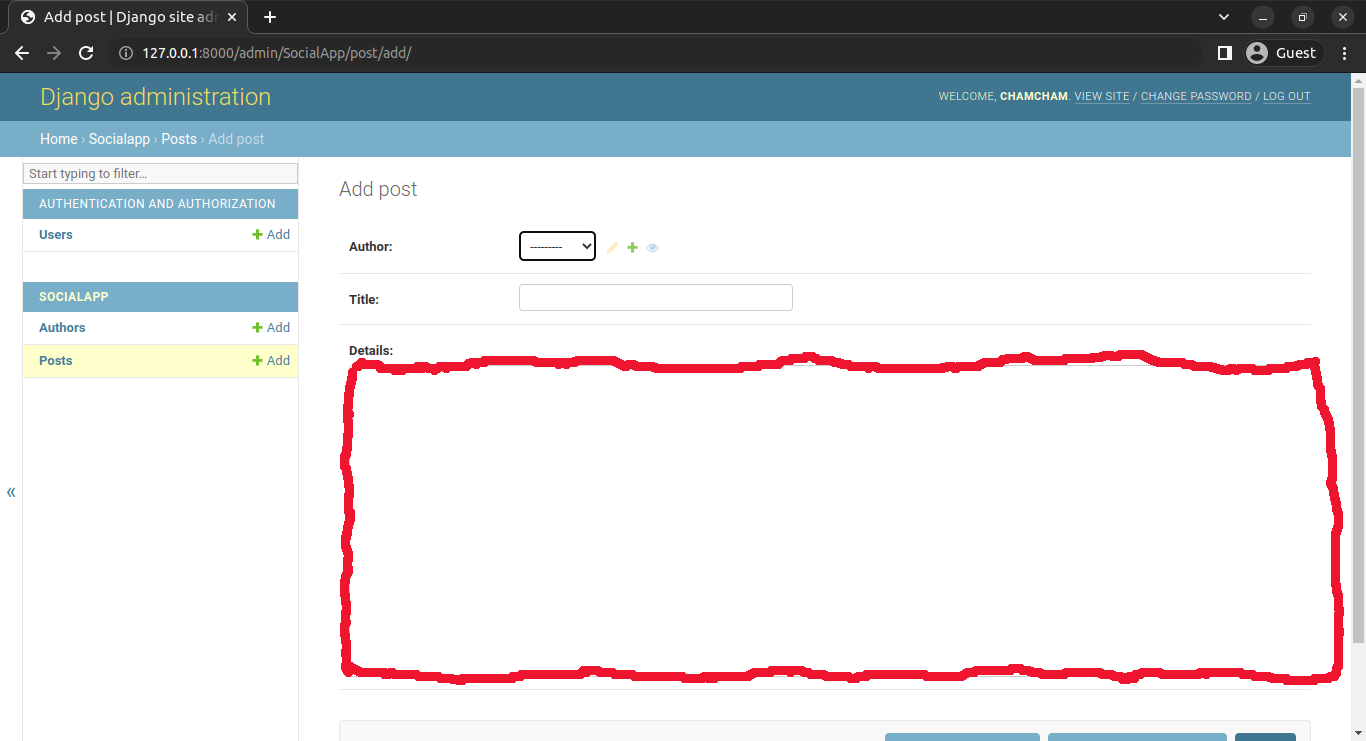 Add post | Django site adm
Guest
127.0.0.1:8000/admin/SocialApp/post/add/
Django administration
WELCOME, CHAMCHAM. VIEW SITE / CHANGE PASSWORD / LOG OUT
Home › Socialapp › Posts › Add post
Start typing to filter…
AUTHENTICATION AND AUTHORIZATION
Users
Add
SOCIALAPP
Authors
Add
Posts
Add
«
Add post
Author:
---------
Title:
Details: